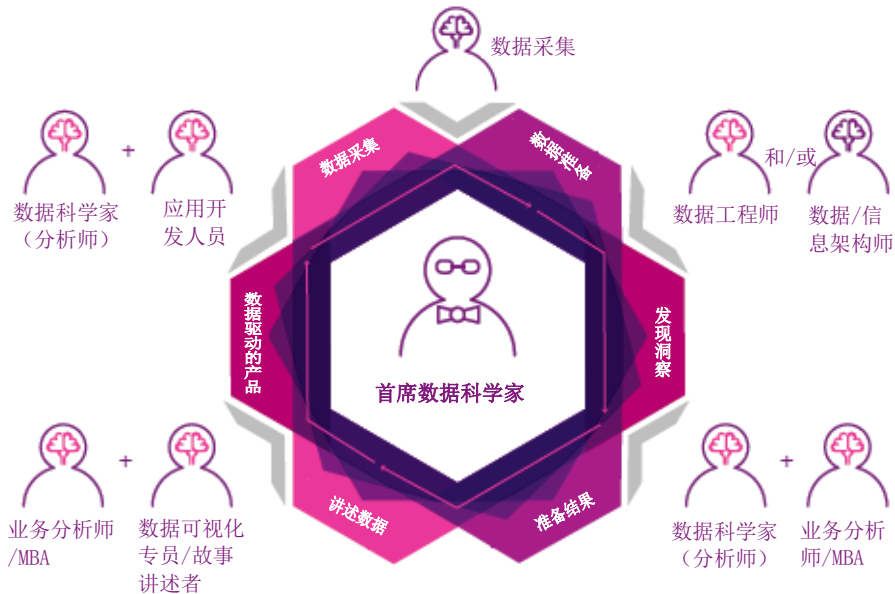 数据采集
数据采集
数据准备
+
和/或
数据科学家
（分析师）
应用开
发人员
数据工程师
数据/信
息架构师
数据驱动的产品
发现洞察
首席数据科学家
讲述数据
准备结果
+
业务分析师
/MBA
数据可视化
专员/故事
讲述者
+
数据科学家
（分析师）
业务分析
师/MBA